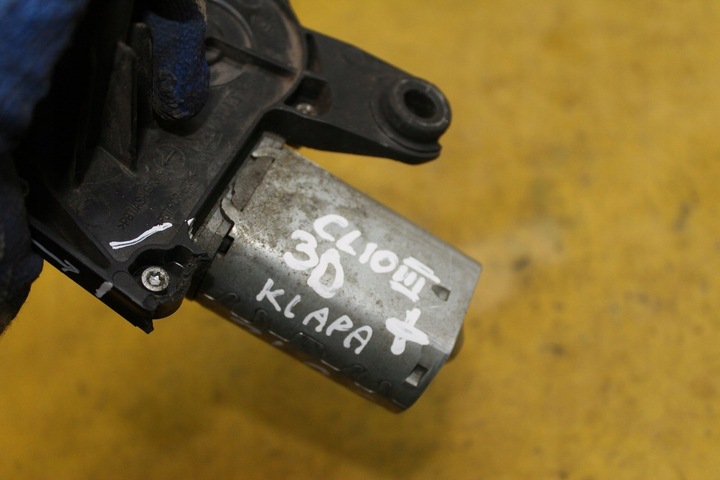 CLIO III
3D
KLAPA +